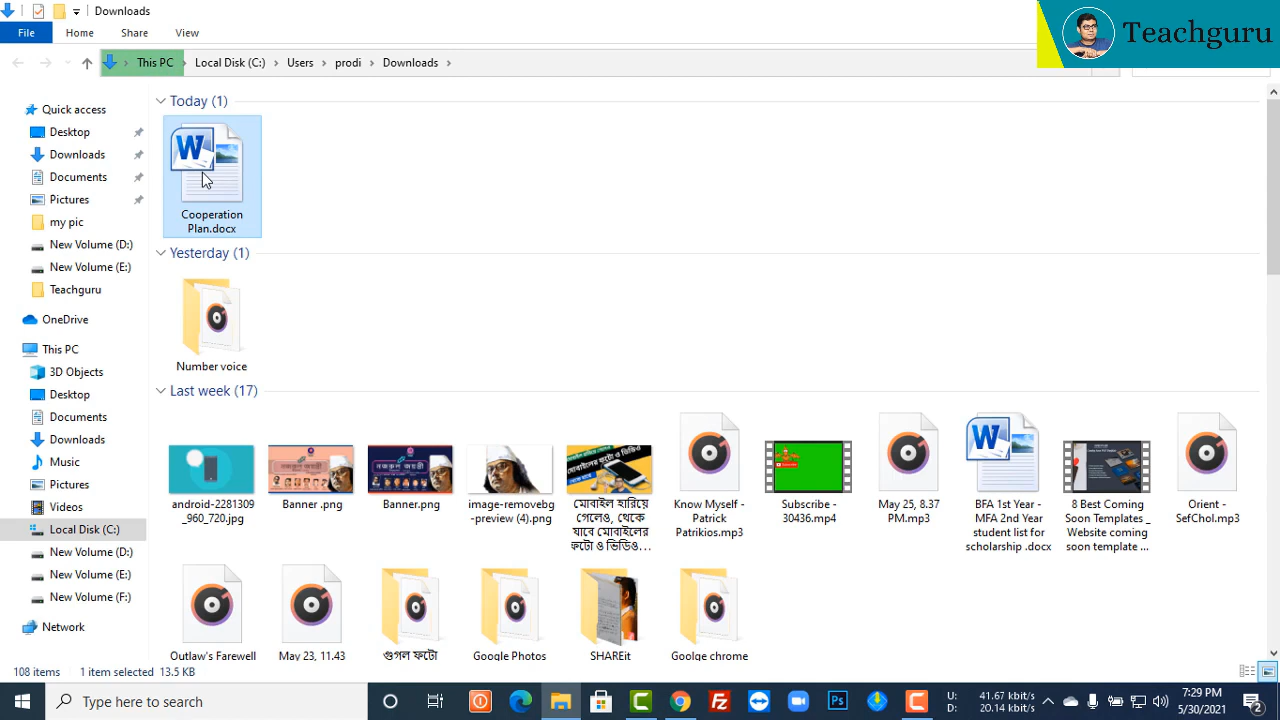 Downloads
Teachguru
File Home Share View
This PC Local Disk (C:) Users prodi Downloads
Quick access
Desktop
Downloads
Documents
Pictures
my pic
New Volume (D:)
New Volume (E:)
Teachguru
OneDrive
This PC
3D Objects
Desktop
Documents
Downloads
Music
Pictures
Videos
Local Disk (C:)
New Volume (D:)
New Volume (E:)
New Volume (F:)
Network
Today (1)
Cooperation
Plan.docx
Yesterday (1)
Number voice
Last week (17)
android-2281309
_960_720.jpg
Banner .png
Banner.png
image-removebg
-preview (4).png
মোবাইল হারিয়ে
গেলেও, থেকে
যাবে মোবাইলের
ফটো ও ভিডিও...
Know Myself -
Patrick
Patrikios.mp3
Subscribe -
30436.mp4
May 25, 8.37
PM.mp3
BFA 1st Year -
MFA 2nd Year
student list for
scholarship .docx
8 Best Coming
Soon Templates _
Website coming
soon template ...
Orient -
SefChol.mp3
Outlaw's Farewell
May 23, 11.43
গুগল ফটো
Google Photos
SHAREit
Goolge chrome
108 items 1 item selected 13.5 KB
Type here to search
U: 41.67 kbit/s
D: 20.14 kbit/s
7:29 PM
5/30/2021
2